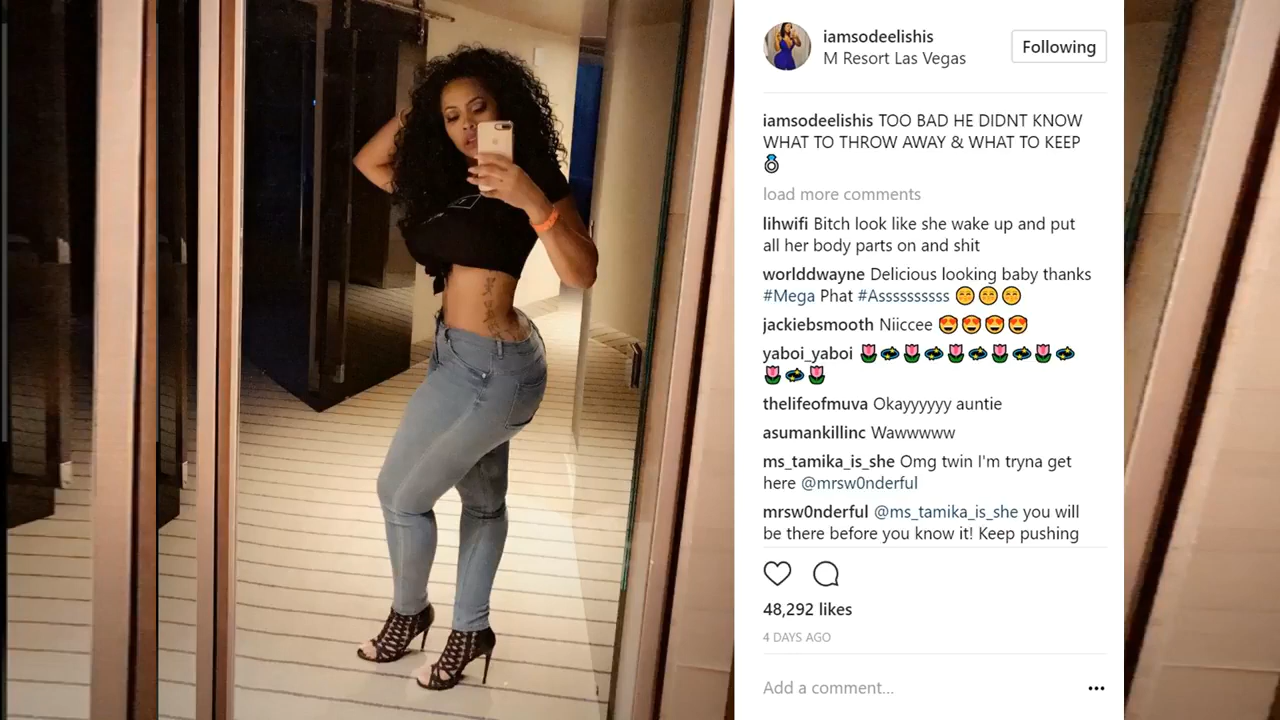 iamsodeelishis
M Resort Las Vegas
Following
iamsodeelishis TOO BAD HE DIDNT KNOW
WHAT TO THROW AWAY & WHAT TO KEEP
💍
load more comments
lihwifi Bitch look like she wake up and put
all her body parts on and shit
worlddwayne Delicious looking baby thanks
#Mega Phat #Assssssssss 😁😁😁
jackiebsmooth Niiccee 😍😍😍😍
yaboi_yaboi 🌷💫🌷💫🌷💫🌷💫🌷💫
🌷💫🌷
thelifeofmuva Okayyyyyy auntie
asumankillinc Wawwwww
ms_tamika_is_she Omg twin I'm tryna get
here @mrsw0nderful
mrsw0nderful @ms_tamika_is_she you will
be there before you know it! Keep pushing
48,292 likes
4 DAYS AGO
Add a comment...